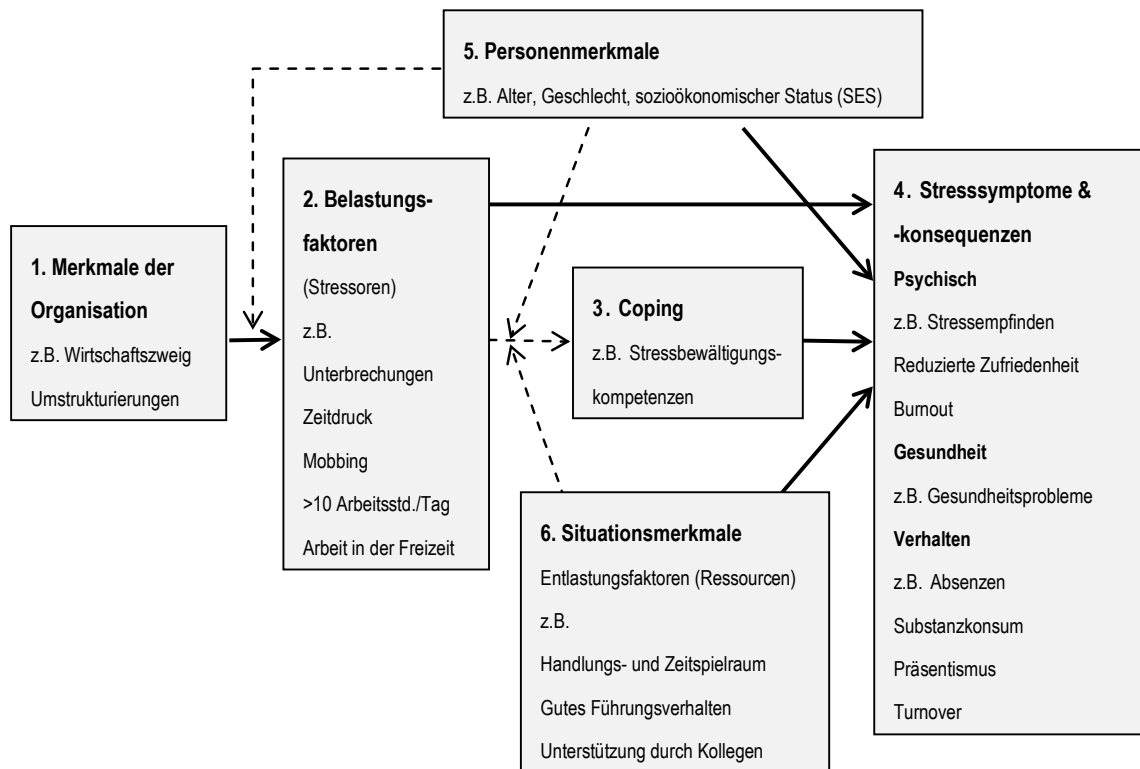 5. Personenmerkmale
z.B. Alter, Geschlecht, sozioökonomischer Status (SES)
1. Merkmale der
Organisation
z.B. Wirtschaftszweig
Umstrukturierungen
2. Belastungs-
faktoren
(Stressoren)
z.B.
Unterbrechungen
Zeitdruck
Mobbing
>10 Arbeitsstd./Tag
Arbeit in der Freizeit
3. Coping
z.B. Stressbewältigungs-
kompetenzen
6. Situationsmerkmale
Entlastungsfaktoren (Ressourcen)
z.B.
Handlungs- und Zeitspielraum
Gutes Führungsverhalten
Unterstützung durch Kollegen
4. Stresssymptome &
-konsequenzen
Psychisch
z.B. Stressempfinden
Reduzierte Zufriedenheit
Burnout
Gesundheit
z.B. Gesundheitsprobleme
Verhalten
z.B. Absenzen
Substanzkonsum
Präsentismus
Turnover